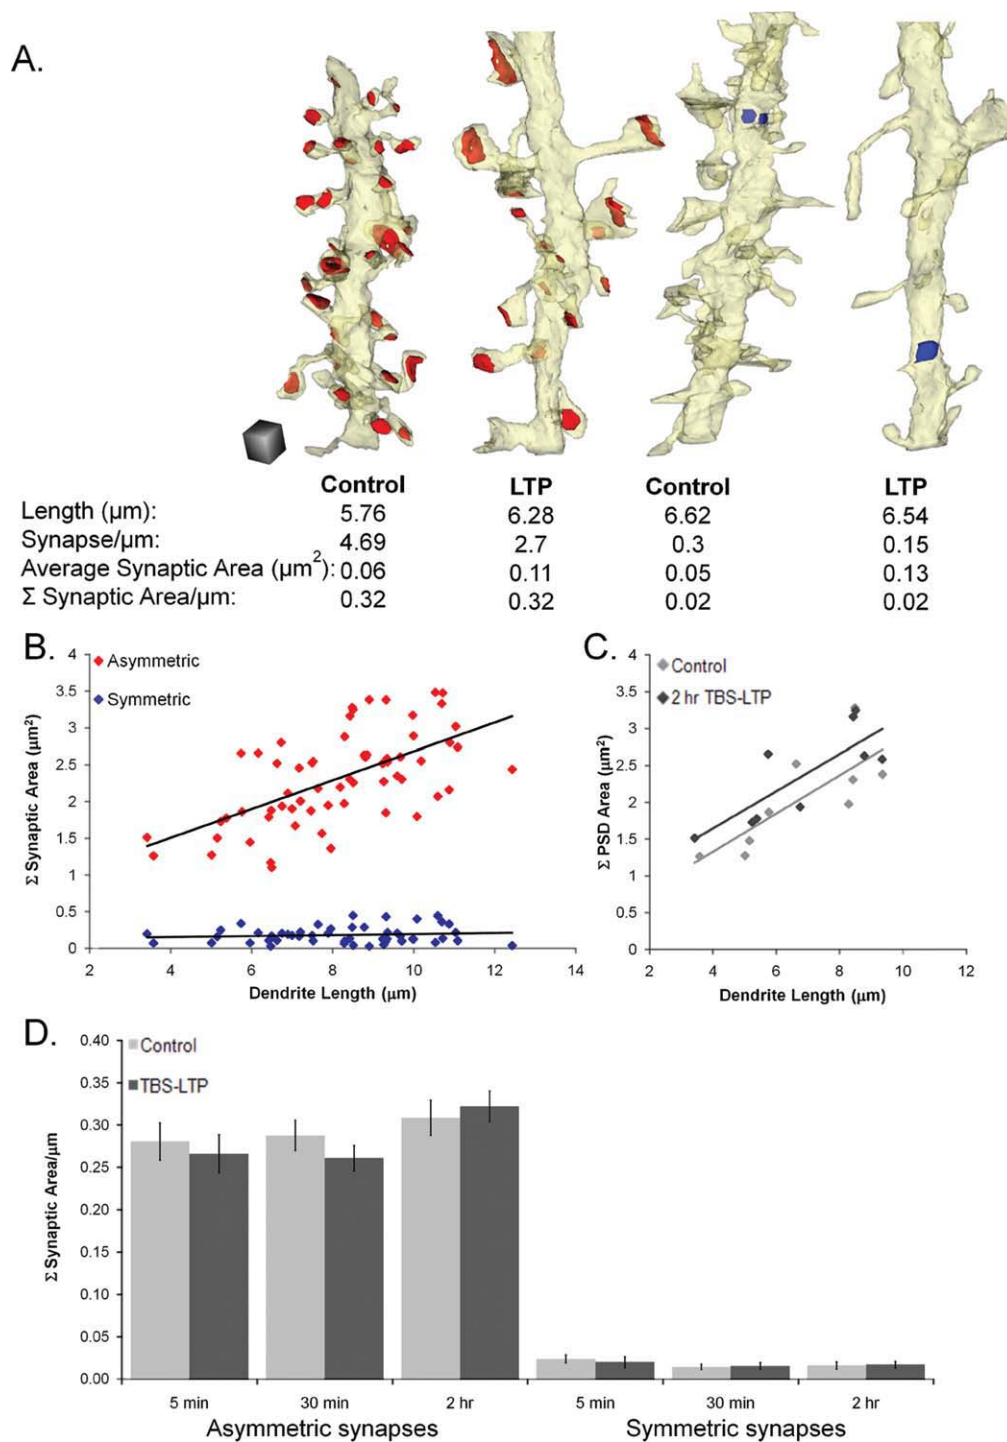 A.
Control LTP Control LTP
Length (µm): 5.76 6.28 6.62 6.54
Synapse/µm: 4.69 2.7 0.3 0.15
Average Synaptic Area (µm²): 0.06 0.11 0.05 0.13
Σ Synaptic Area/µm: 0.32 0.32 0.02 0.02
B.
Asymmetric
Symmetric
Σ Synaptic Area (µm²)
4
3.5
3
2.5
2
1.5
1
0.5
0
2 4 6 8 10 12 14
Dendrite Length (µm)
C.
Control
2 hr TBS-LTP
Σ PSD Area (µm²)
4
3.5
3
2.5
2
1.5
1
0.5
0
2 4 6 8 10 12
Dendrite Length (µm)
D.
Control
TBS-LTP
Σ Synaptic Area/µm
0.40
0.35
0.30
0.25
0.20
0.15
0.10
0.05
0.00
5 min 30 min 2 hr 5 min 30 min 2 hr
Asymmetric synapses Symmetric synapses